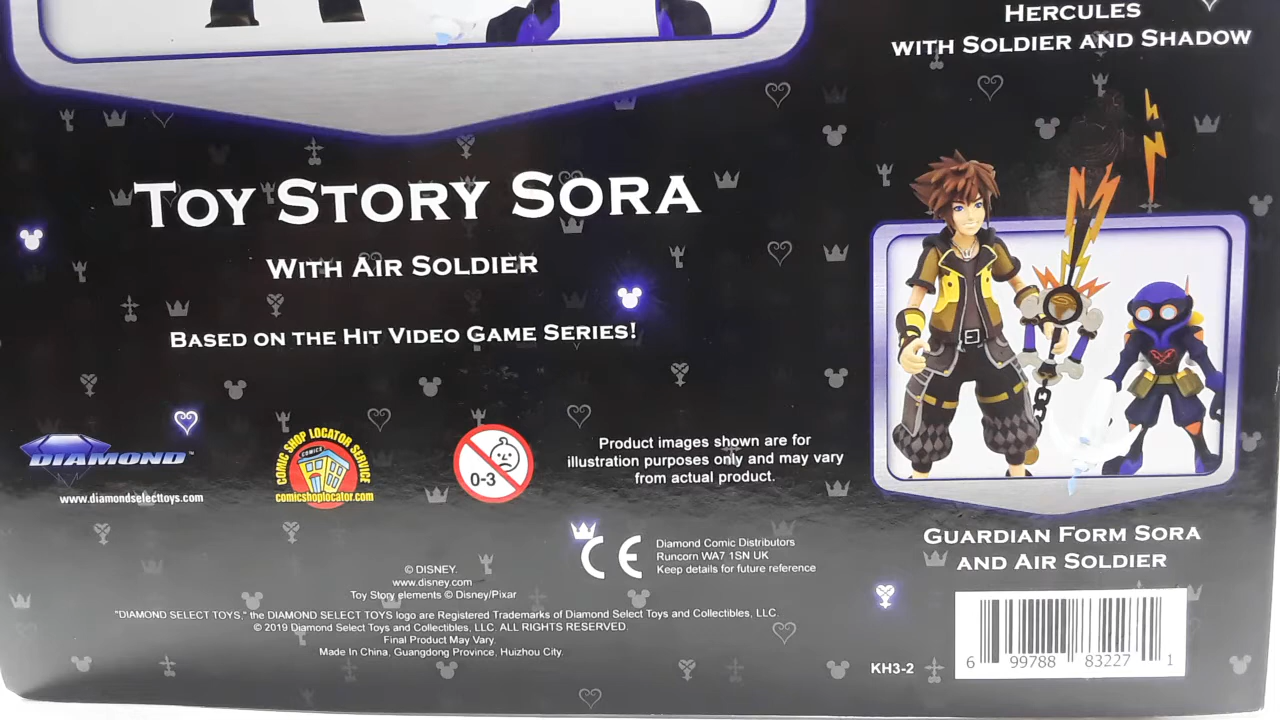 HERCULES
WITH SOLDIER AND SHADOW
TOY STORY SORA
WITH AIR SOLDIER
BASED ON THE HIT VIDEO GAME SERIES!
DIAMOND™
www.diamondselecttoys.com
COMIC SHOP LOCATOR SERVICE
COMICS
comicshoplocator.com
0-3
Product images shown are for
illustration purposes only and may vary
from actual product.
GUARDIAN FORM SORA
AND AIR SOLDIER
CE
Diamond Comic Distributors
Runcorn WA7 1SN UK
Keep details for future reference
© DISNEY.
www.disney.com
Toy Story elements © Disney/Pixar
"DIAMOND SELECT TOYS," the DIAMOND SELECT TOYS logo are Registered Trademarks of Diamond Select Toys and Collectibles, LLC.
© 2019 Diamond Select Toys and Collectibles, LLC. ALL RIGHTS RESERVED.
Final Product May Vary.
Made In China, Guangdong Province, Huizhou City.
KH3-2
6 99788 83227 1